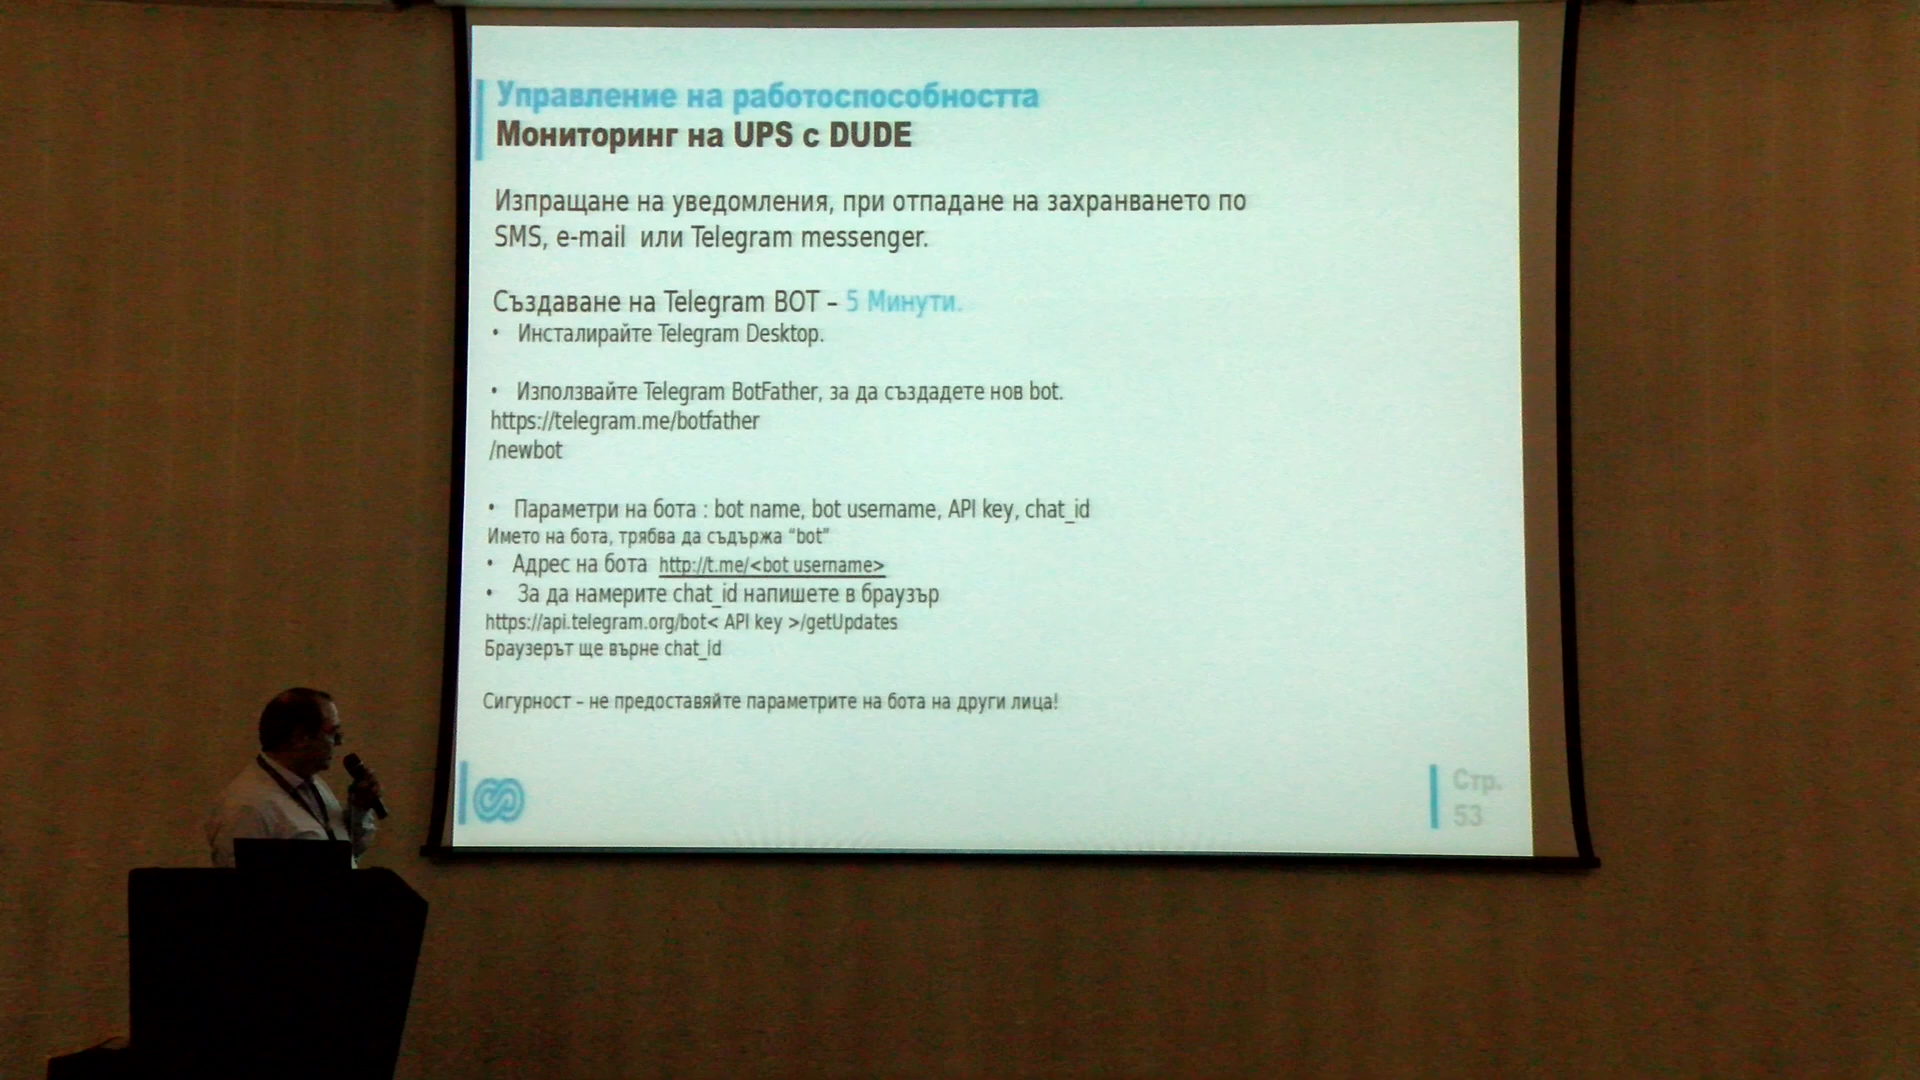 Управление на работоспособността
Мониторинг на UPS с DUDE
Изпращане на уведомления, при отпадане на захранването по
SMS, e-mail или Telegram messenger.
Създаване на Telegram BOT – 5 Минути.
• Инсталирайте Telegram Desktop.
• Използвайте Telegram BotFather, за да създадете нов bot.
https://telegram.me/botfather
/newbot
• Параметри на бота : bot name, bot username, API key, chat_id
Името на бота, трябва да съдържа “bot”
• Адрес на бота http://t.me/<bot username>
• За да намерите chat_id напишете в браузър
https://api.telegram.org/bot< API key >/getUpdates
Браузерът ще върне chat_id
Сигурност – не предоставяйте параметрите на бота на други лица!
Стр.
53